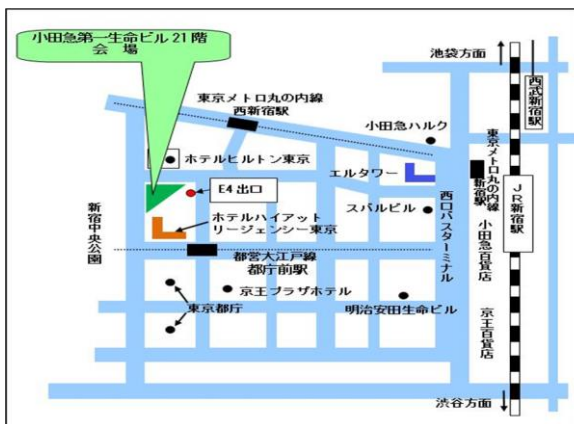 小田急第一生命ビル 21 階
会　場
池袋方面
西武新宿駅
東京メトロ丸の内線
西新宿駅
小田急ハルク
ホテルヒルトン東京
エルタワー
東京メトロ丸の内線
新宿駅
JR新宿駅
E4 出口
新宿中央公園
ホテルハイアット
リージェンシー東京
スバルビル
西口バスターミナル
小田急百貨店
都営大江戸線
都庁前駅
京王プラザホテル
東京都庁
明治安田生命ビル
京王百貨店
渋谷方面